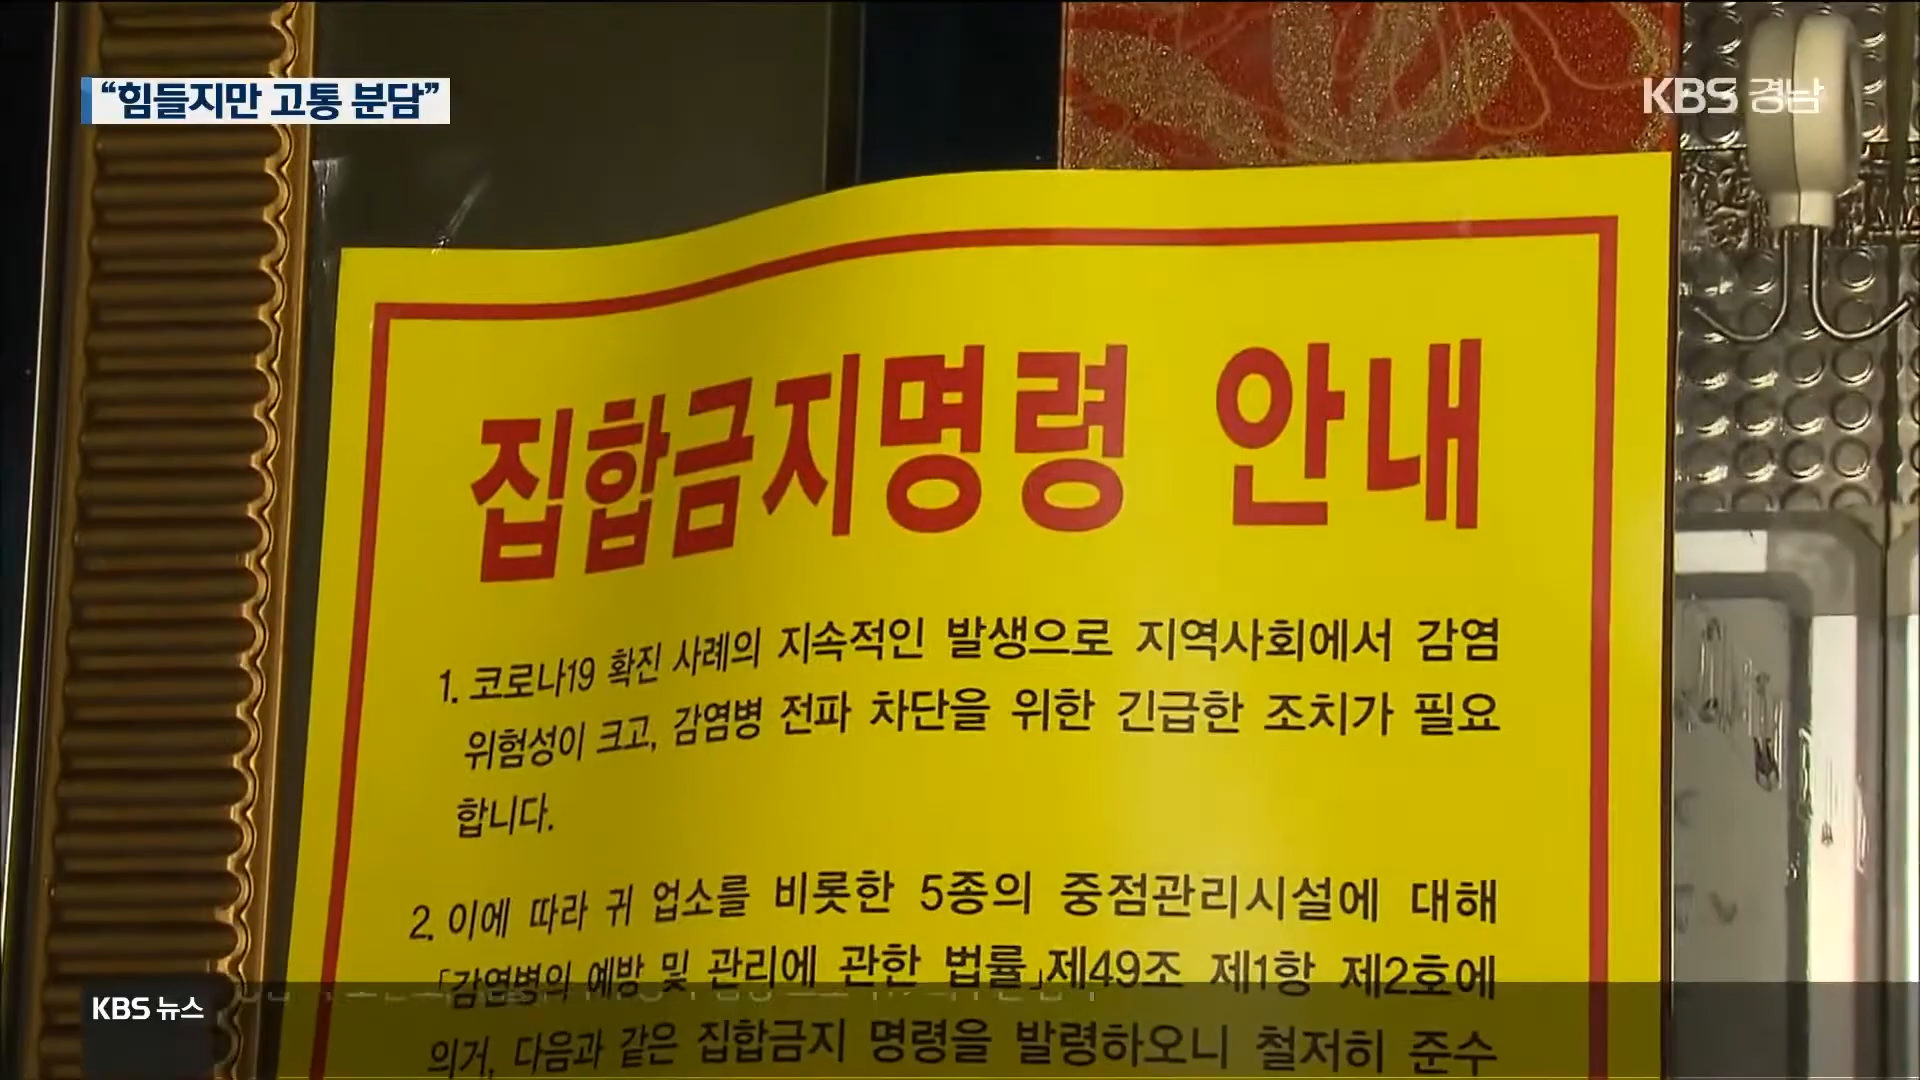 “힘들지만 고통 분담”
KBS 경남
집합금지명령 안내
1. 코로나19 확진 사례의 지속적인 발생으로 지역사회에서 감염
위험성이 크고, 감염병 전파 차단을 위한 긴급한 조치가 필요
합니다.
2. 이에 따라 귀 업소를 비롯한 5종의 중점관리시설에 대해
「감염병의 예방 및 관리에 관한 법률」제49조 제1항 제2호에
의거, 다음과 같은 집합금지 명령을 발령하오니 철저히 준수
KBS 뉴스